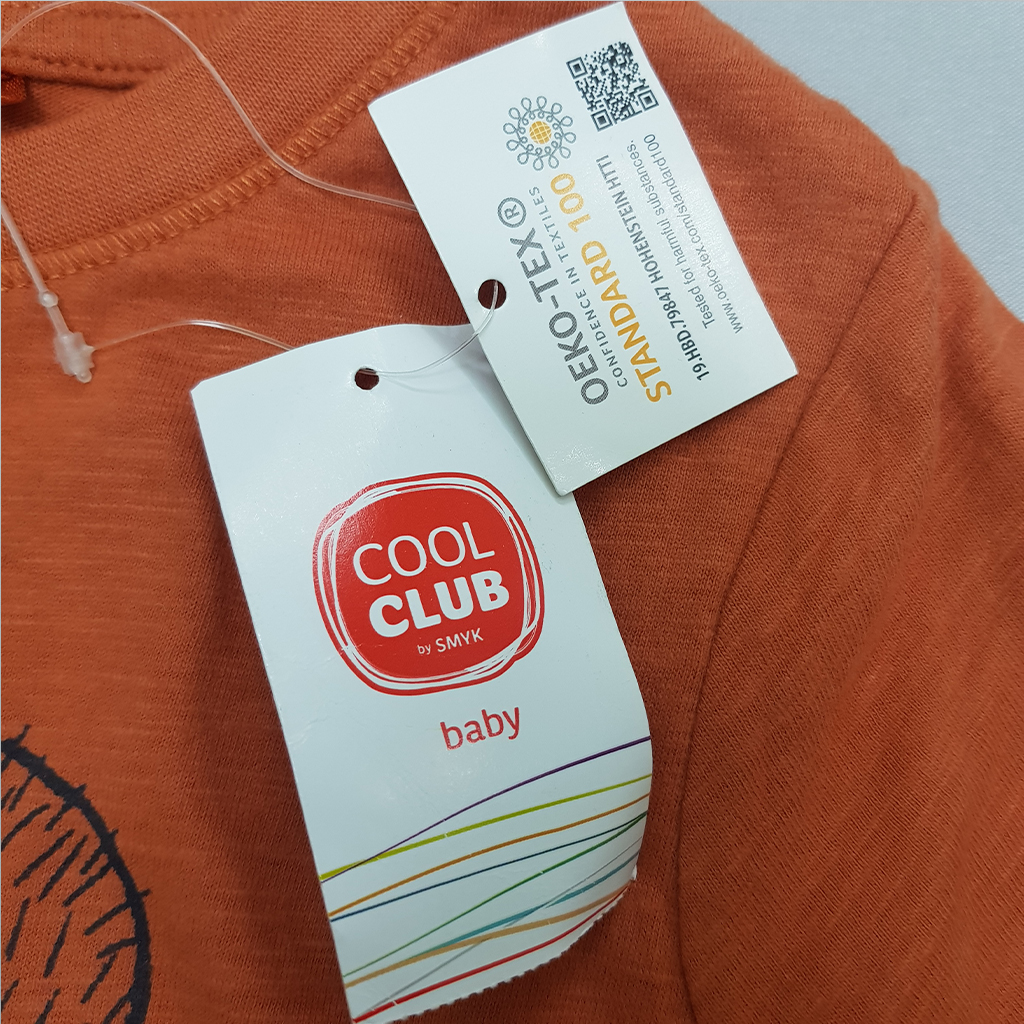 OEKO-TEX®
CONFIDENCE IN TEXTILES
STANDARD 100
19.HBD.79847 HOHENSTEIN HTTI
Tested for harmful substances.
www.oeko-tex.com/standard100
COOL
CLUB
by SMYK
baby